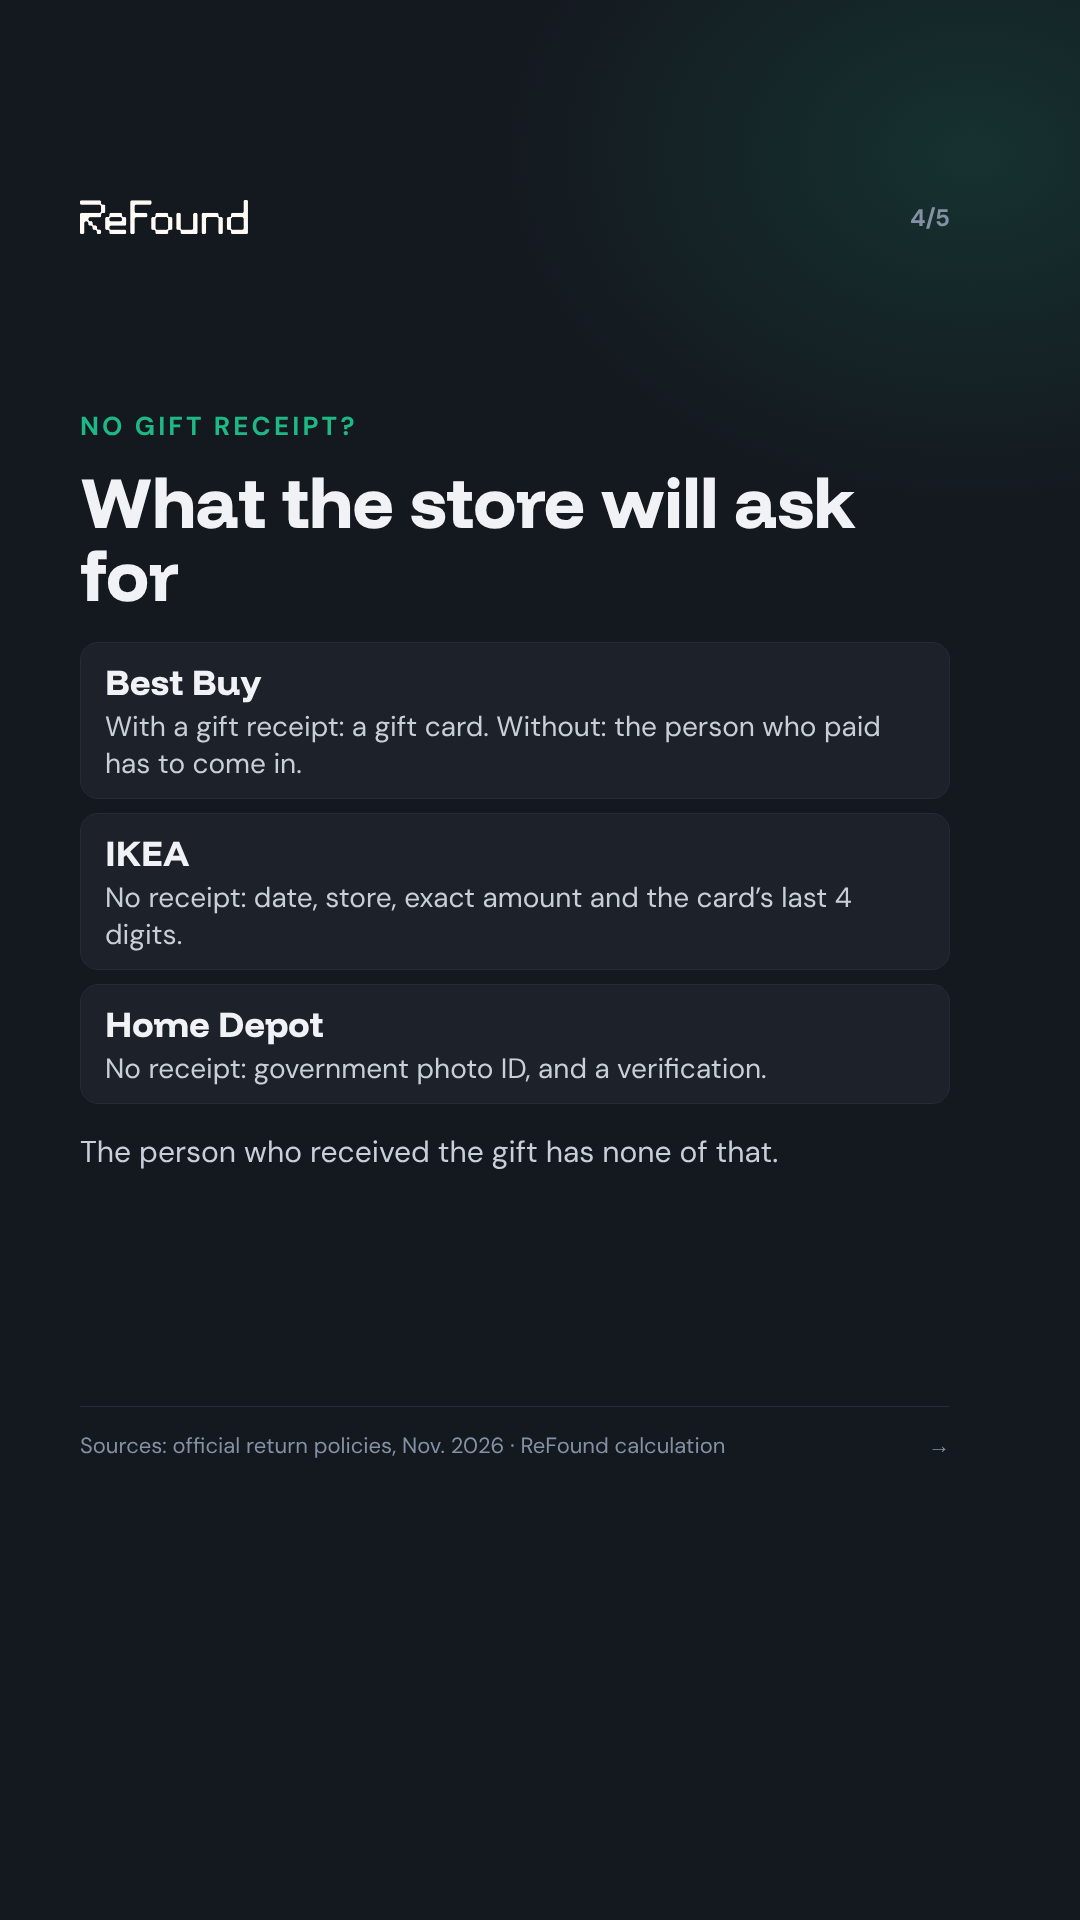 ReFound
4/5
NO GIFT RECEIPT?
What the store will ask
for
Best Buy
With a gift receipt: a gift card. Without: the person who paid
has to come in.
IKEA
No receipt: date, store, exact amount and the card’s last 4
digits.
Home Depot
No receipt: government photo ID, and a verification.
The person who received the gift has none of that.
Sources: official return policies, Nov. 2026 · ReFound calculation
→